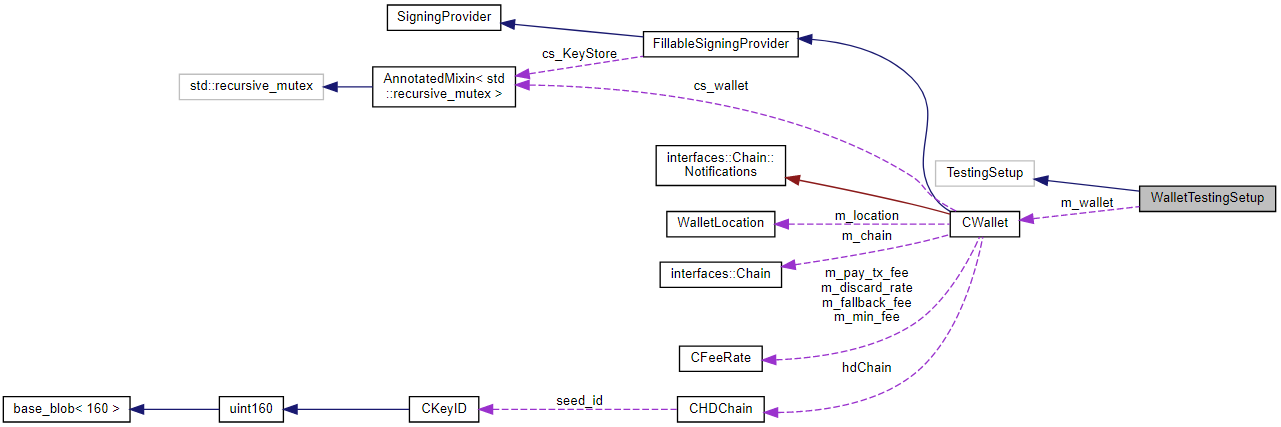 SigningProvider
FillableSigningProvider
cs_KeyStore
AnnotatedMixin< std
::recursive_mutex >
std::recursive_mutex
cs_wallet
interfaces::Chain::
Notifications
TestingSetup
WalletTestingSetup
m_wallet
WalletLocation
m_location
CWallet
m_chain
interfaces::Chain
m_pay_tx_fee
m_discard_rate
m_fallback_fee
m_min_fee
CFeeRate
hdChain
base_blob< 160 >
uint160
CKeyID
seed_id
CHDChain